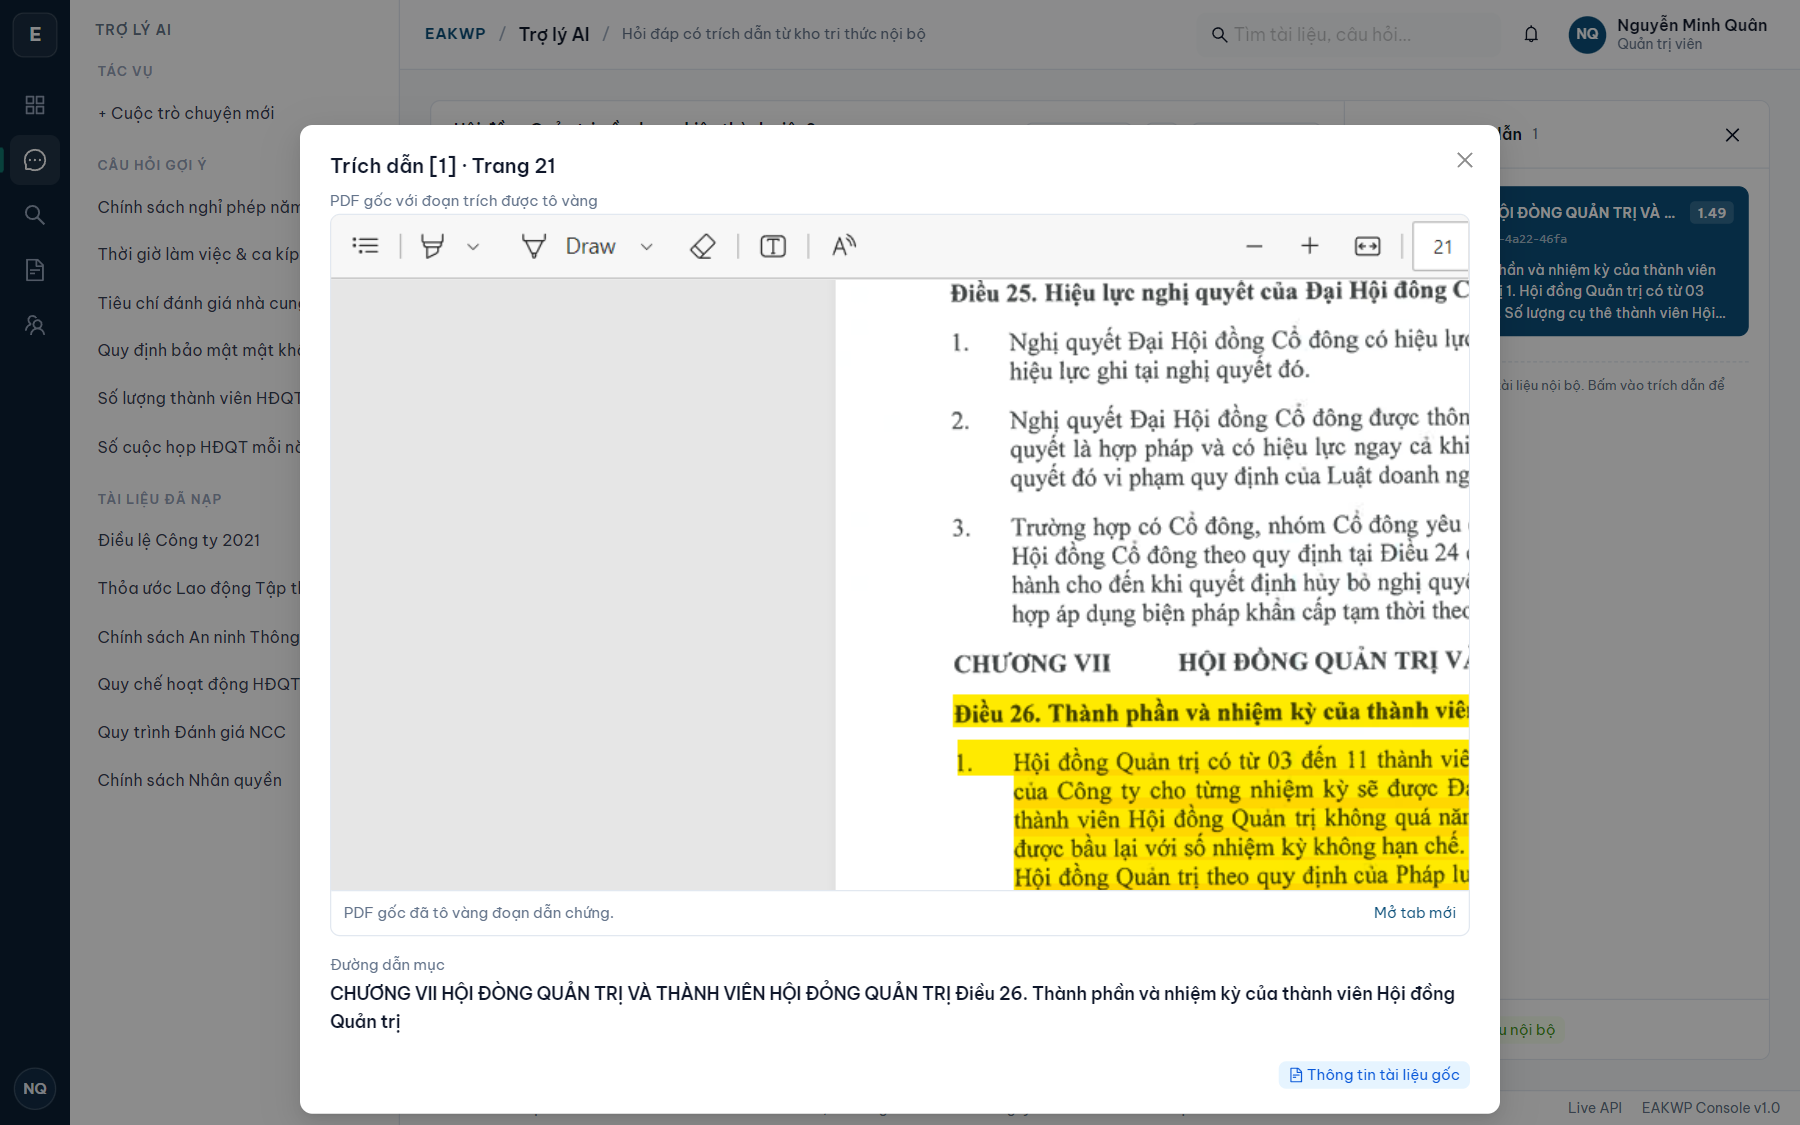 E
TRỢ LÝ AI
TÁC VỤ
+ Cuộc trò chuyện mới
CÂU HỎI GỢI Ý
Chính sách nghỉ phép năm
Thời giờ làm việc & ca kíp
Tiêu chí đánh giá nhà cung
Quy định bảo mật mật kh
Số lượng thành viên HĐQT
Số cuộc họp HĐQT mỗi nă
TÀI LIỆU ĐÃ NẠP
Điều lệ Công ty 2021
Thỏa ước Lao động Tập t
Chính sách An ninh Thông
Quy chế hoạt động HĐQT
Quy trình Đánh giá NCC
Chính sách Nhân quyền
NQ
EAKWP / Trợ lý AI / Hỏi đáp có trích dẫn từ kho tri thức nội bộ
Tìm tài liệu, câu hỏi...
NQ
Nguyễn Minh Quân
Quản trị viên
Trích dẫn [1] · Trang 21
PDF gốc với đoạn trích được tô vàng
Draw
21
Điều 25. Hiệu lực nghị quyết của Đại Hội đồng C
1. Nghị quyết Đại Hội đồng Cổ đông có hiệu lực
hiệu lực ghi tại nghị quyết đó.
2. Nghị quyết Đại Hội đồng Cổ đông được thôn
quyết là hợp pháp và có hiệu lực ngay cả khi
quyết đó vi phạm quy định của Luật doanh ng
3. Trường hợp có Cổ đông, nhóm Cổ đông yêu
Hội đồng Cổ đông theo quy định tại Điều 24
hành cho đến khi quyết định hủy bỏ nghị quyế
hợp áp dụng biện pháp khẩn cấp tạm thời theo
CHƯƠNG VII HỘI ĐỒNG QUẢN TRỊ VÀ
Điều 26. Thành phần và nhiệm kỳ của thành viên
1. Hội đồng Quản trị có từ 03 đến 11 thành viê
của Công ty cho từng nhiệm kỳ sẽ được Đạ
thành viên Hội đồng Quản trị không quá năm
được bầu lại với số nhiệm kỳ không hạn chế.
Hội đồng Quản trị theo quy định của Pháp lu
PDF gốc đã tô vàng đoạn dẫn chứng.
Mở tab mới
Đường dẫn mục
CHƯƠNG VII HỘI ĐÒNG QUẢN TRỊ VÀ THÀNH VIÊN HỘI ĐỎNG QUẢN TRỊ Điều 26. Thành phần và nhiệm kỳ của thành viên Hội đồng
Quản trị
Thông tin tài liệu gốc
dẫn 1
ỘI ĐÒNG QUẢN TRỊ VÀ ...
1.49
-4a22-46fa
hần và nhiệm kỳ của thành viên
ị 1. Hội đồng Quản trị có từ 03
Số lượng cụ thê thành viên Hội...
ài liệu nội bộ. Bấm vào trích dẫn để
u nội bộ
Live API
EAKWP Console v1.0